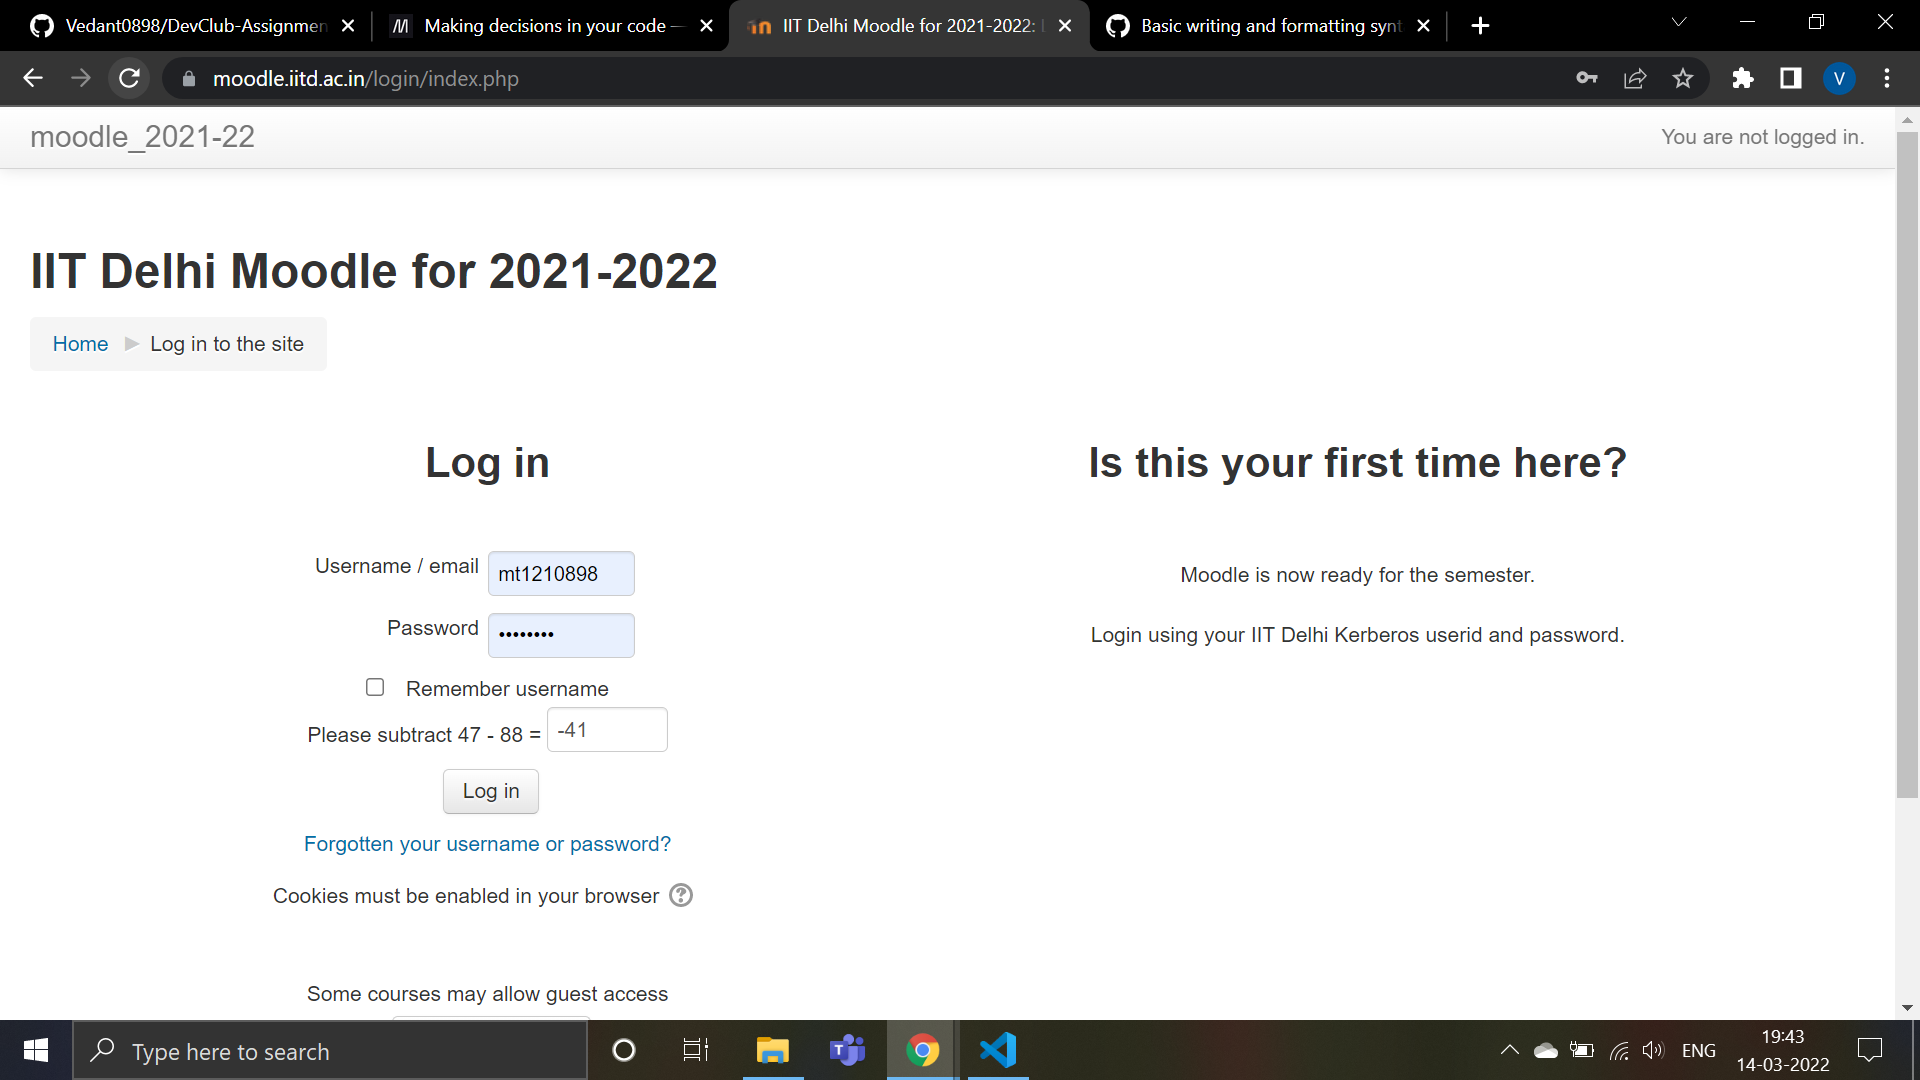 Vedant0898/DevClub-Assignmen
Making decisions in your code —
IIT Delhi Moodle for 2021-2022:
Basic writing and formatting synt
moodle.iitd.ac.in/login/index.php
V
moodle_2021-22
You are not logged in.
IIT Delhi Moodle for 2021-2022
Home ► Log in to the site
Log in
Username / email mt1210898
Password ••••••••
Remember username
Please subtract 47 - 88 = -41
Log in
Forgotten your username or password?
Cookies must be enabled in your browser
Some courses may allow guest access
Is this your first time here?
Moodle is now ready for the semester.
Login using your IIT Delhi Kerberos userid and password.
Type here to search
ENG
19:43
14-03-2022